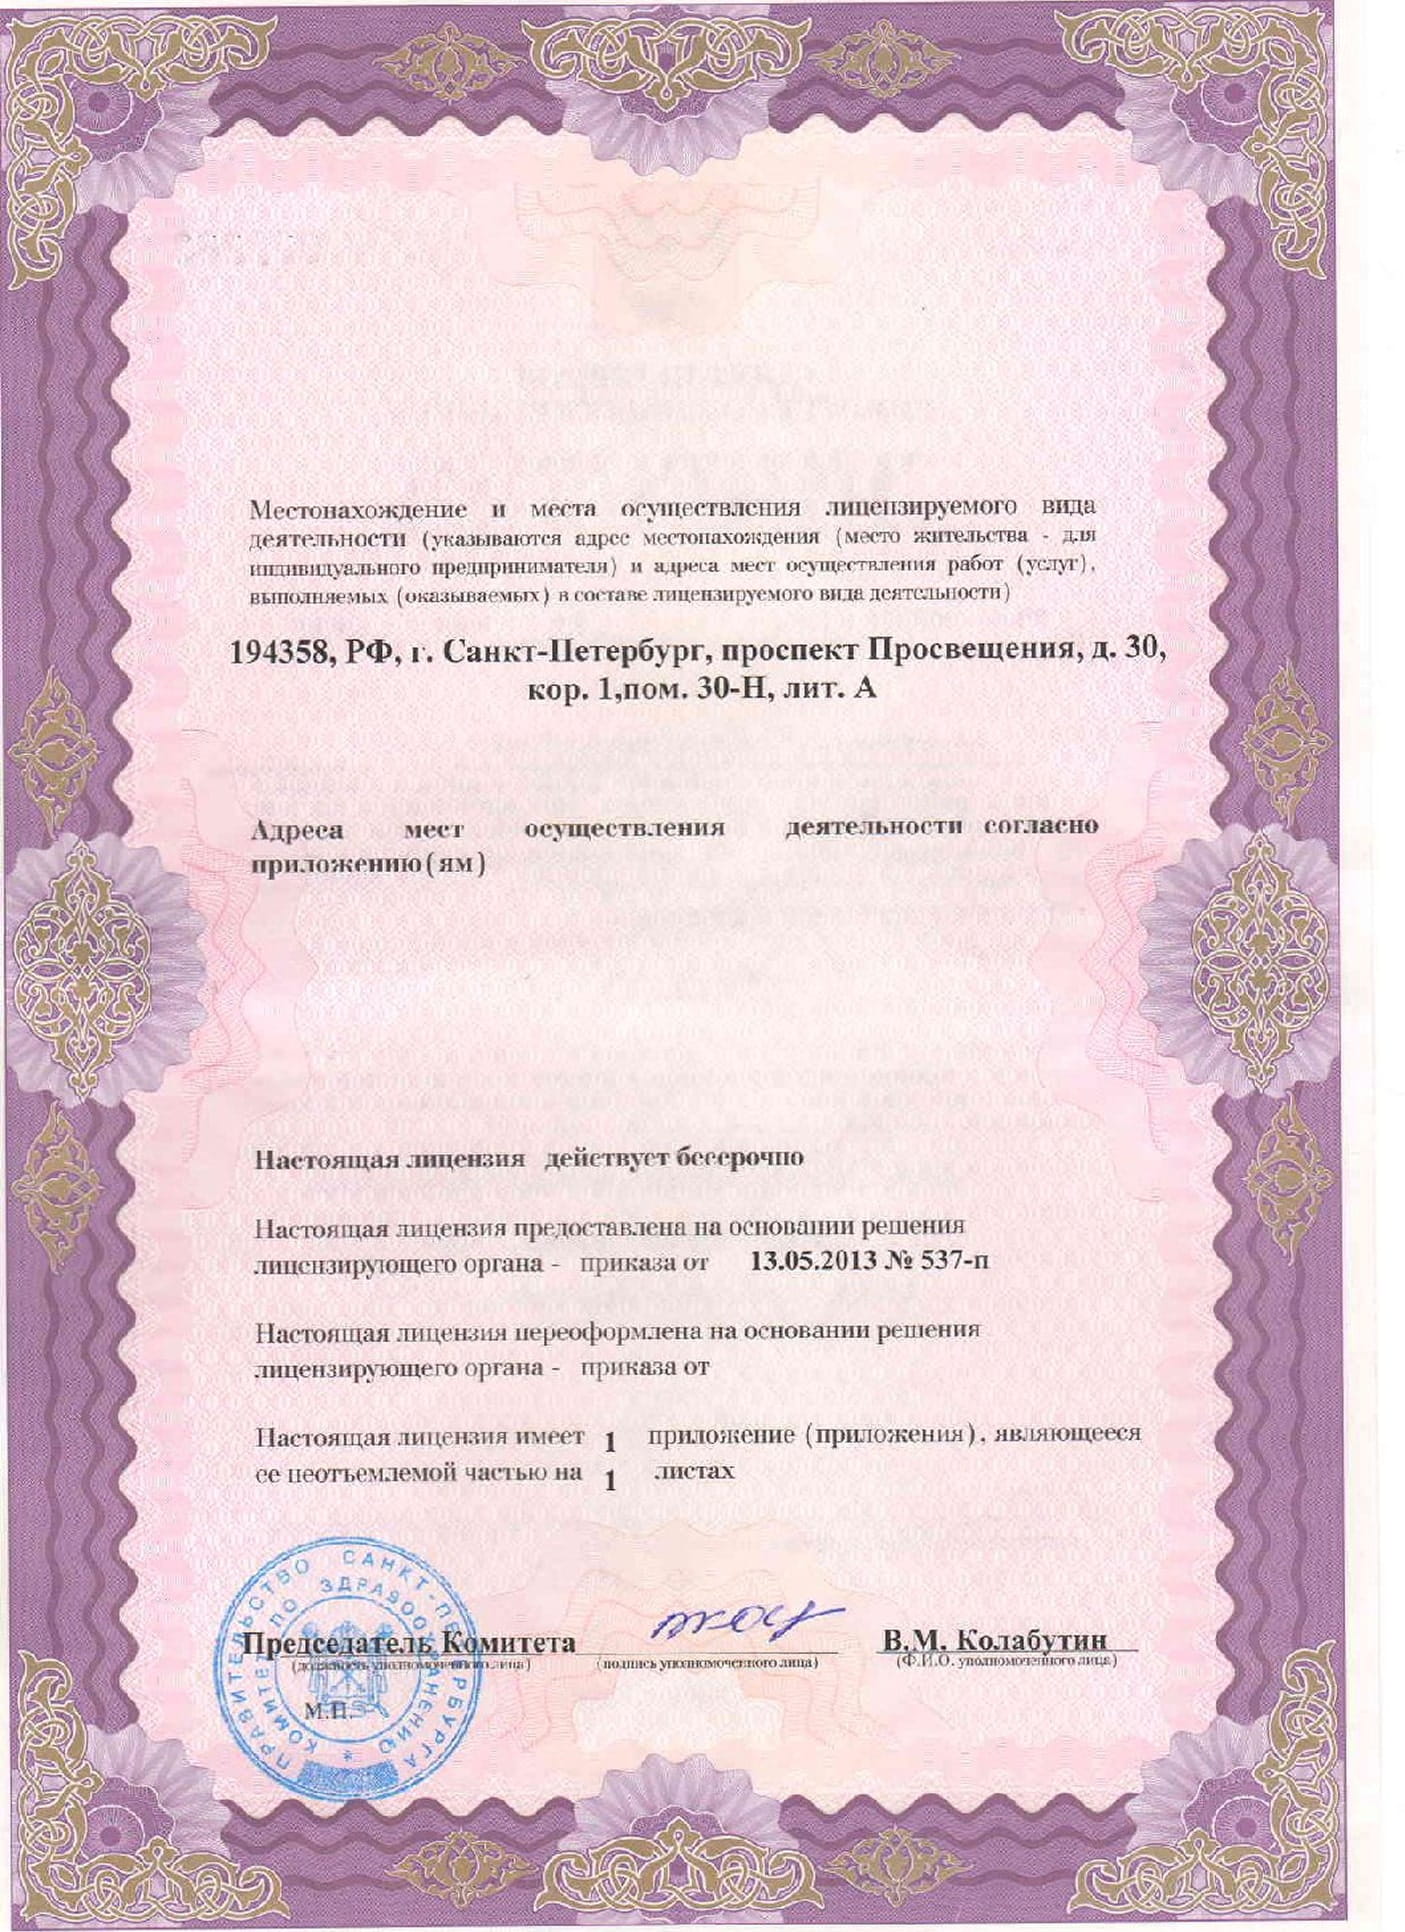 Местонахождение и места осуществления лицензируемого вида
деятельности (указываются адрес местонахождения (место жительства - для
индивидуального предпринимателя) и адреса мест осуществления работ (услуг),
выполняемых (оказываемых) в составе лицензируемого вида деятельности)
194358, РФ, г. Санкт-Петербург, проспект Просвещения, д. 30,
кор. 1,пом. 30-Н, лит. А
Адреса мест осуществления деятельности согласно
приложению(ям)
Настоящая лицензия действует бессрочно
Настоящая лицензия предоставлена на основании решения
лицензирующего органа - приказа от 13.05.2013 № 537-п
Настоящая лицензия переоформлена на основании решения
лицензирующего органа - приказа от
Настоящая лицензия имеет 1 приложение (приложения), являющееся
ее неотъемлемой частью на 1 листах
ПРАВИТЕЛЬСТВО САНКТ-ПЕТЕРБУРГА
КОМИТЕТ ПО ЗДРАВООХРАНЕНИЮ
Председатель Комитета
В.М. Колабутин
(должность уполномоченного лица)
(подпись уполномоченного лица)
(Ф.И.О. уполномоченного лица)
М.П.